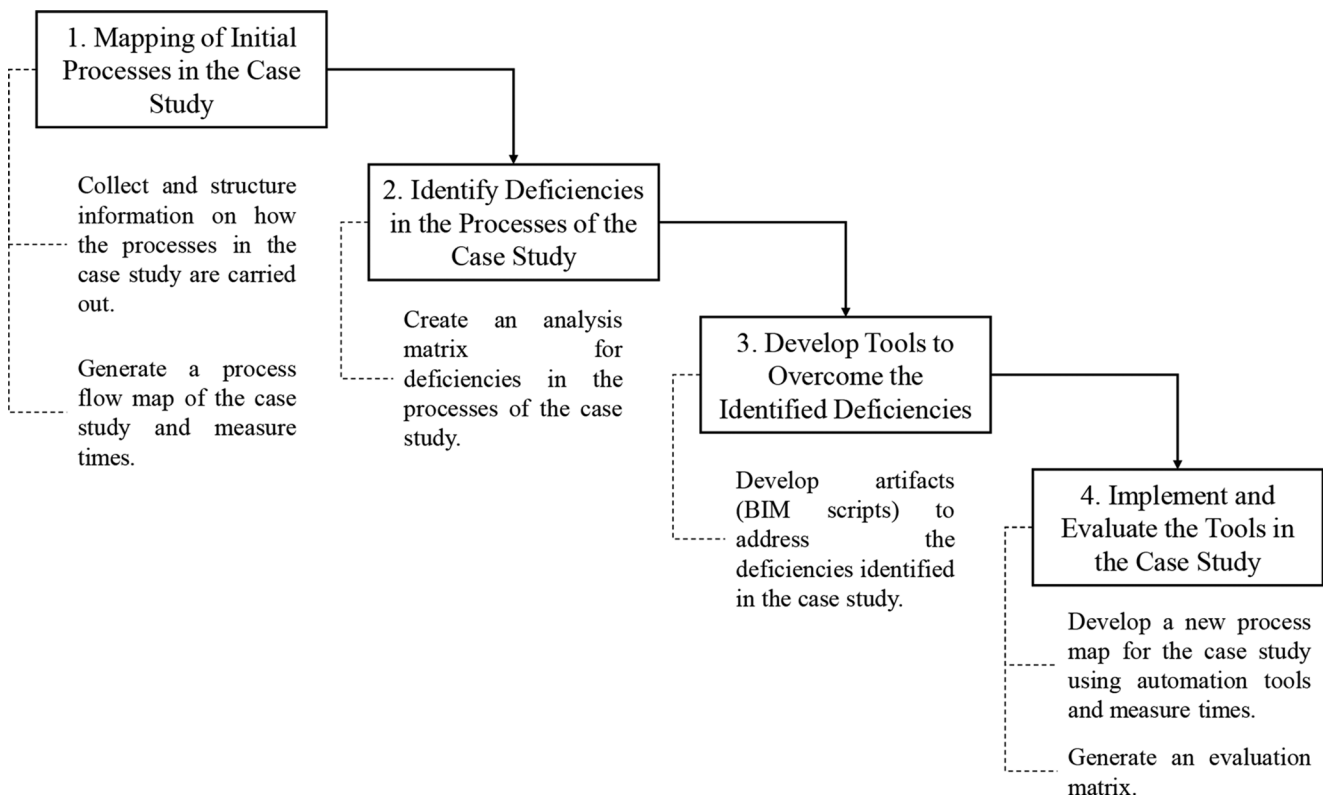 1. Mapping of Initial
Processes in the Case
Study
Collect and structure
information on how
the processes in the
case study are carried
out.
Generate a process
flow map of the case
study and measure
times.
2. Identify Deficiencies
in the Processes of the
Case Study
Create an analysis
matrix for
deficiencies in the
processes of the case
study.
3. Develop Tools to
Overcome the
Identified Deficiencies
Develop artifacts
(BIM scripts) to
address the
deficiencies identified
in the case study.
4. Implement and
Evaluate the Tools in
the Case Study
Develop a new process
map for the case study
using automation tools
and measure times.
Generate an evaluation
matrix.